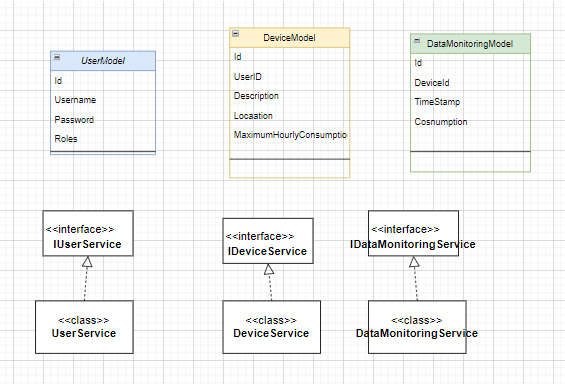 UserModel
Id
Username
Password
Roles
DeviceModel
Id
UserID
Description
Locaation
MaximumHourlyConsumptio
DataMonitoringModel
Id
DeviceId
TimeStamp
Cosnumption
<<interface>>
IUserService
<<interface>>
IDeviceService
<<interface>>
IDataMonitoringService
<<class>>
UserService
<<class>>
DeviceService
<<class>>
DataMonitoringService